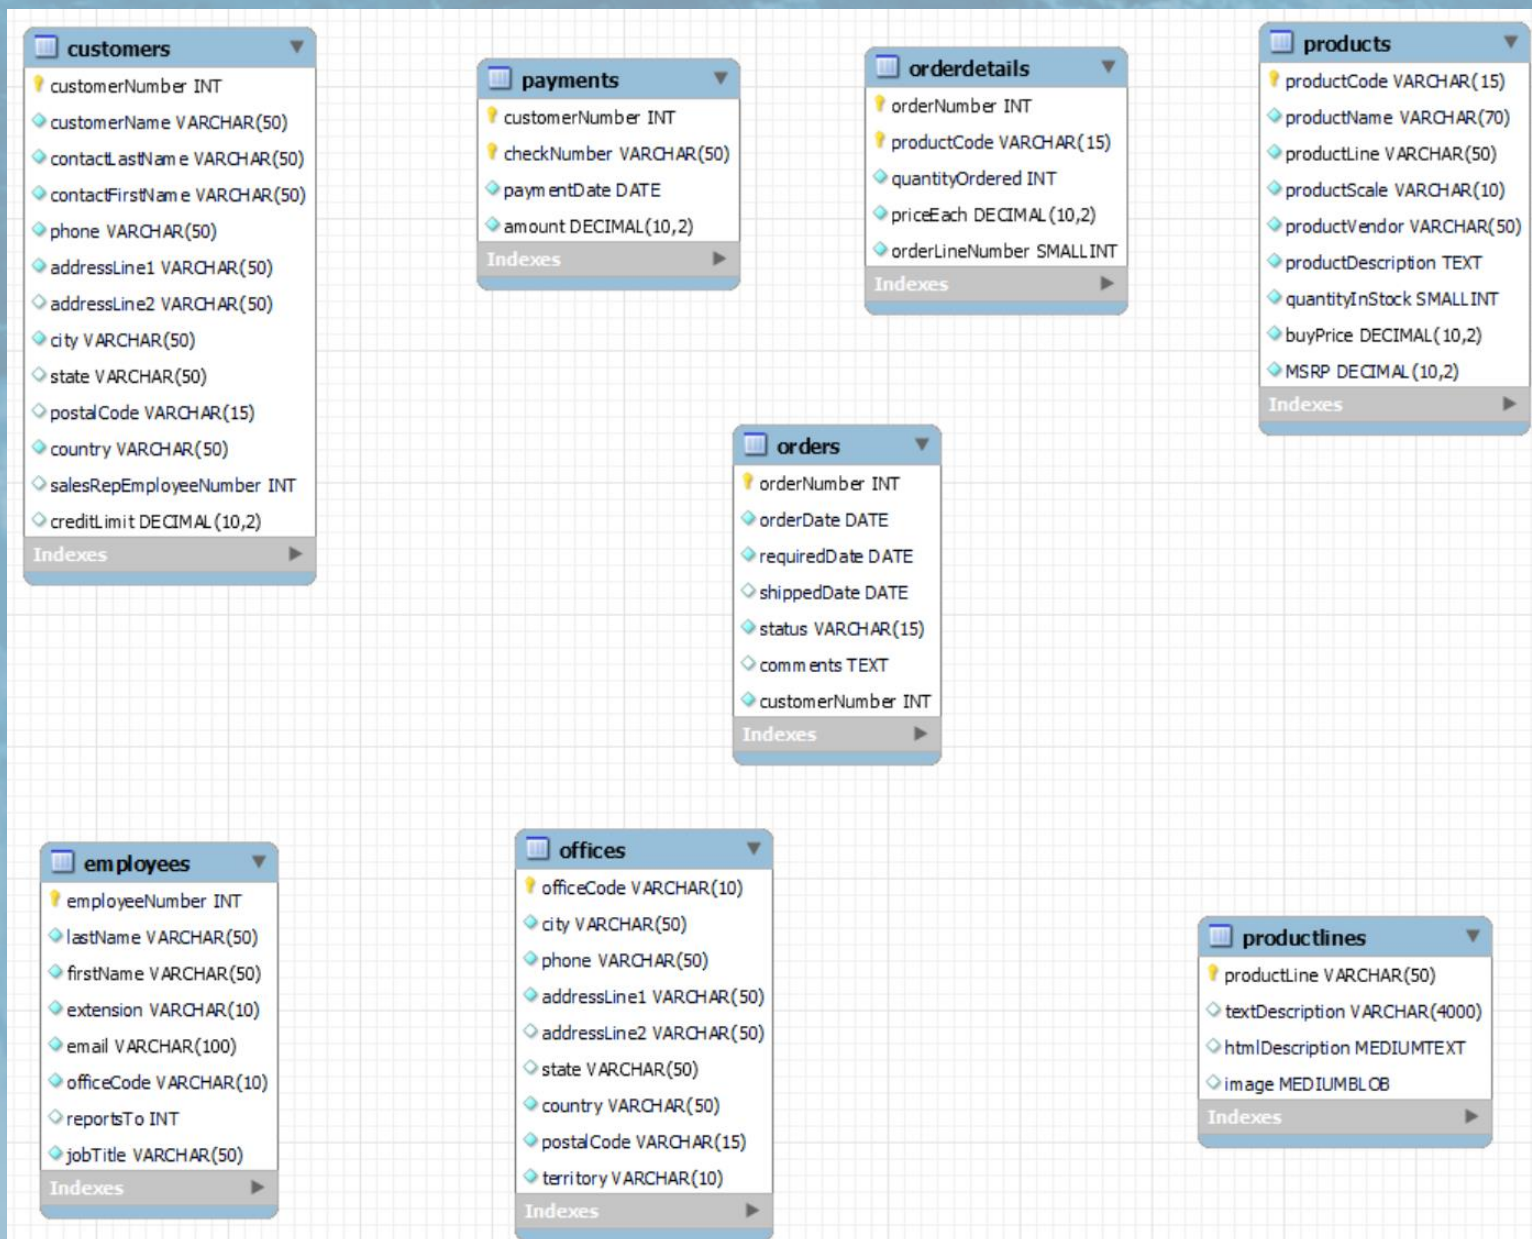 customers
customerNumber INT
customerName VARCHAR(50)
contactLastName VARCHAR(50)
contactFirstName VARCHAR(50)
phone VARCHAR(50)
addressLine1 VARCHAR(50)
addressLine2 VARCHAR(50)
city VARCHAR(50)
state VARCHAR(50)
postalCode VARCHAR(15)
country VARCHAR(50)
salesRepEmployeeNumber INT
creditLimit DECIMAL(10,2)
Indexes
payments
customerNumber INT
checkNumber VARCHAR(50)
paymentDate DATE
amount DECIMAL(10,2)
Indexes
orderdetails
orderNumber INT
productCode VARCHAR(15)
quantityOrdered INT
priceEach DECIMAL(10,2)
orderLineNumber SMALLINT
Indexes
products
productCode VARCHAR(15)
productName VARCHAR(70)
productLine VARCHAR(50)
productScale VARCHAR(10)
productVendor VARCHAR(50)
productDescription TEXT
quantityInStock SMALLINT
buyPrice DECIMAL(10,2)
MSRP DECIMAL(10,2)
Indexes
orders
orderNumber INT
orderDate DATE
requiredDate DATE
shippedDate DATE
status VARCHAR(15)
comments TEXT
customerNumber INT
Indexes
employees
employeeNumber INT
lastName VARCHAR(50)
firstName VARCHAR(50)
extension VARCHAR(10)
email VARCHAR(100)
officeCode VARCHAR(10)
reportsTo INT
jobTitle VARCHAR(50)
Indexes
offices
officeCode VARCHAR(10)
city VARCHAR(50)
phone VARCHAR(50)
addressLine1 VARCHAR(50)
addressLine2 VARCHAR(50)
state VARCHAR(50)
country VARCHAR(50)
postalCode VARCHAR(15)
territory VARCHAR(10)
Indexes
productlines
productLine VARCHAR(50)
textDescription VARCHAR(4000)
htmlDescription MEDIUMTEXT
image MEDIUMBLOB
Indexes